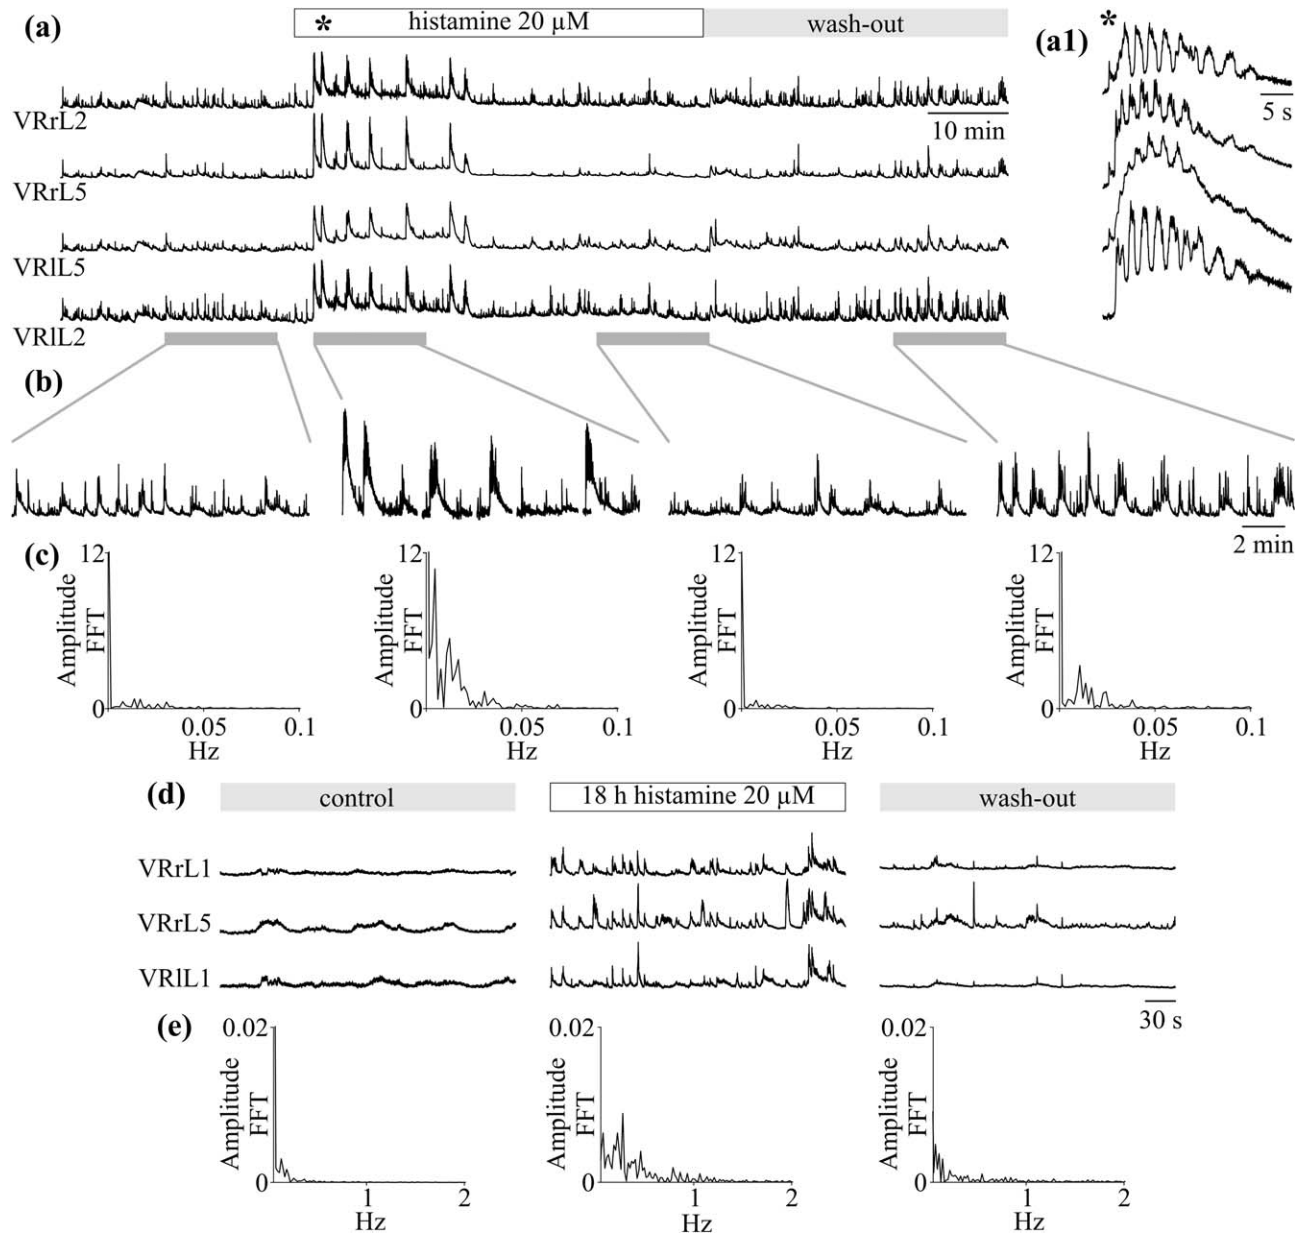 (a)
*
histamine 20 µM
wash-out
(a1)
*
5 s
VRrL2
10 min
VRrL5
VRlL5
VRlL2
(b)
2 min
(c)
12
Amplitude
FFT
0
0.05
0.1
Hz
12
Amplitude
FFT
0
0.05
0.1
Hz
12
Amplitude
FFT
0
0.05
0.1
Hz
12
Amplitude
FFT
0
0.05
0.1
Hz
(d)
control
18 h histamine 20 µM
wash-out
VRrL1
VRrL5
VRlL1
30 s
(e)
0.02
Amplitude
FFT
0
1
2
Hz
0.02
Amplitude
FFT
0
1
2
Hz
0.02
Amplitude
FFT
0
1
2
Hz